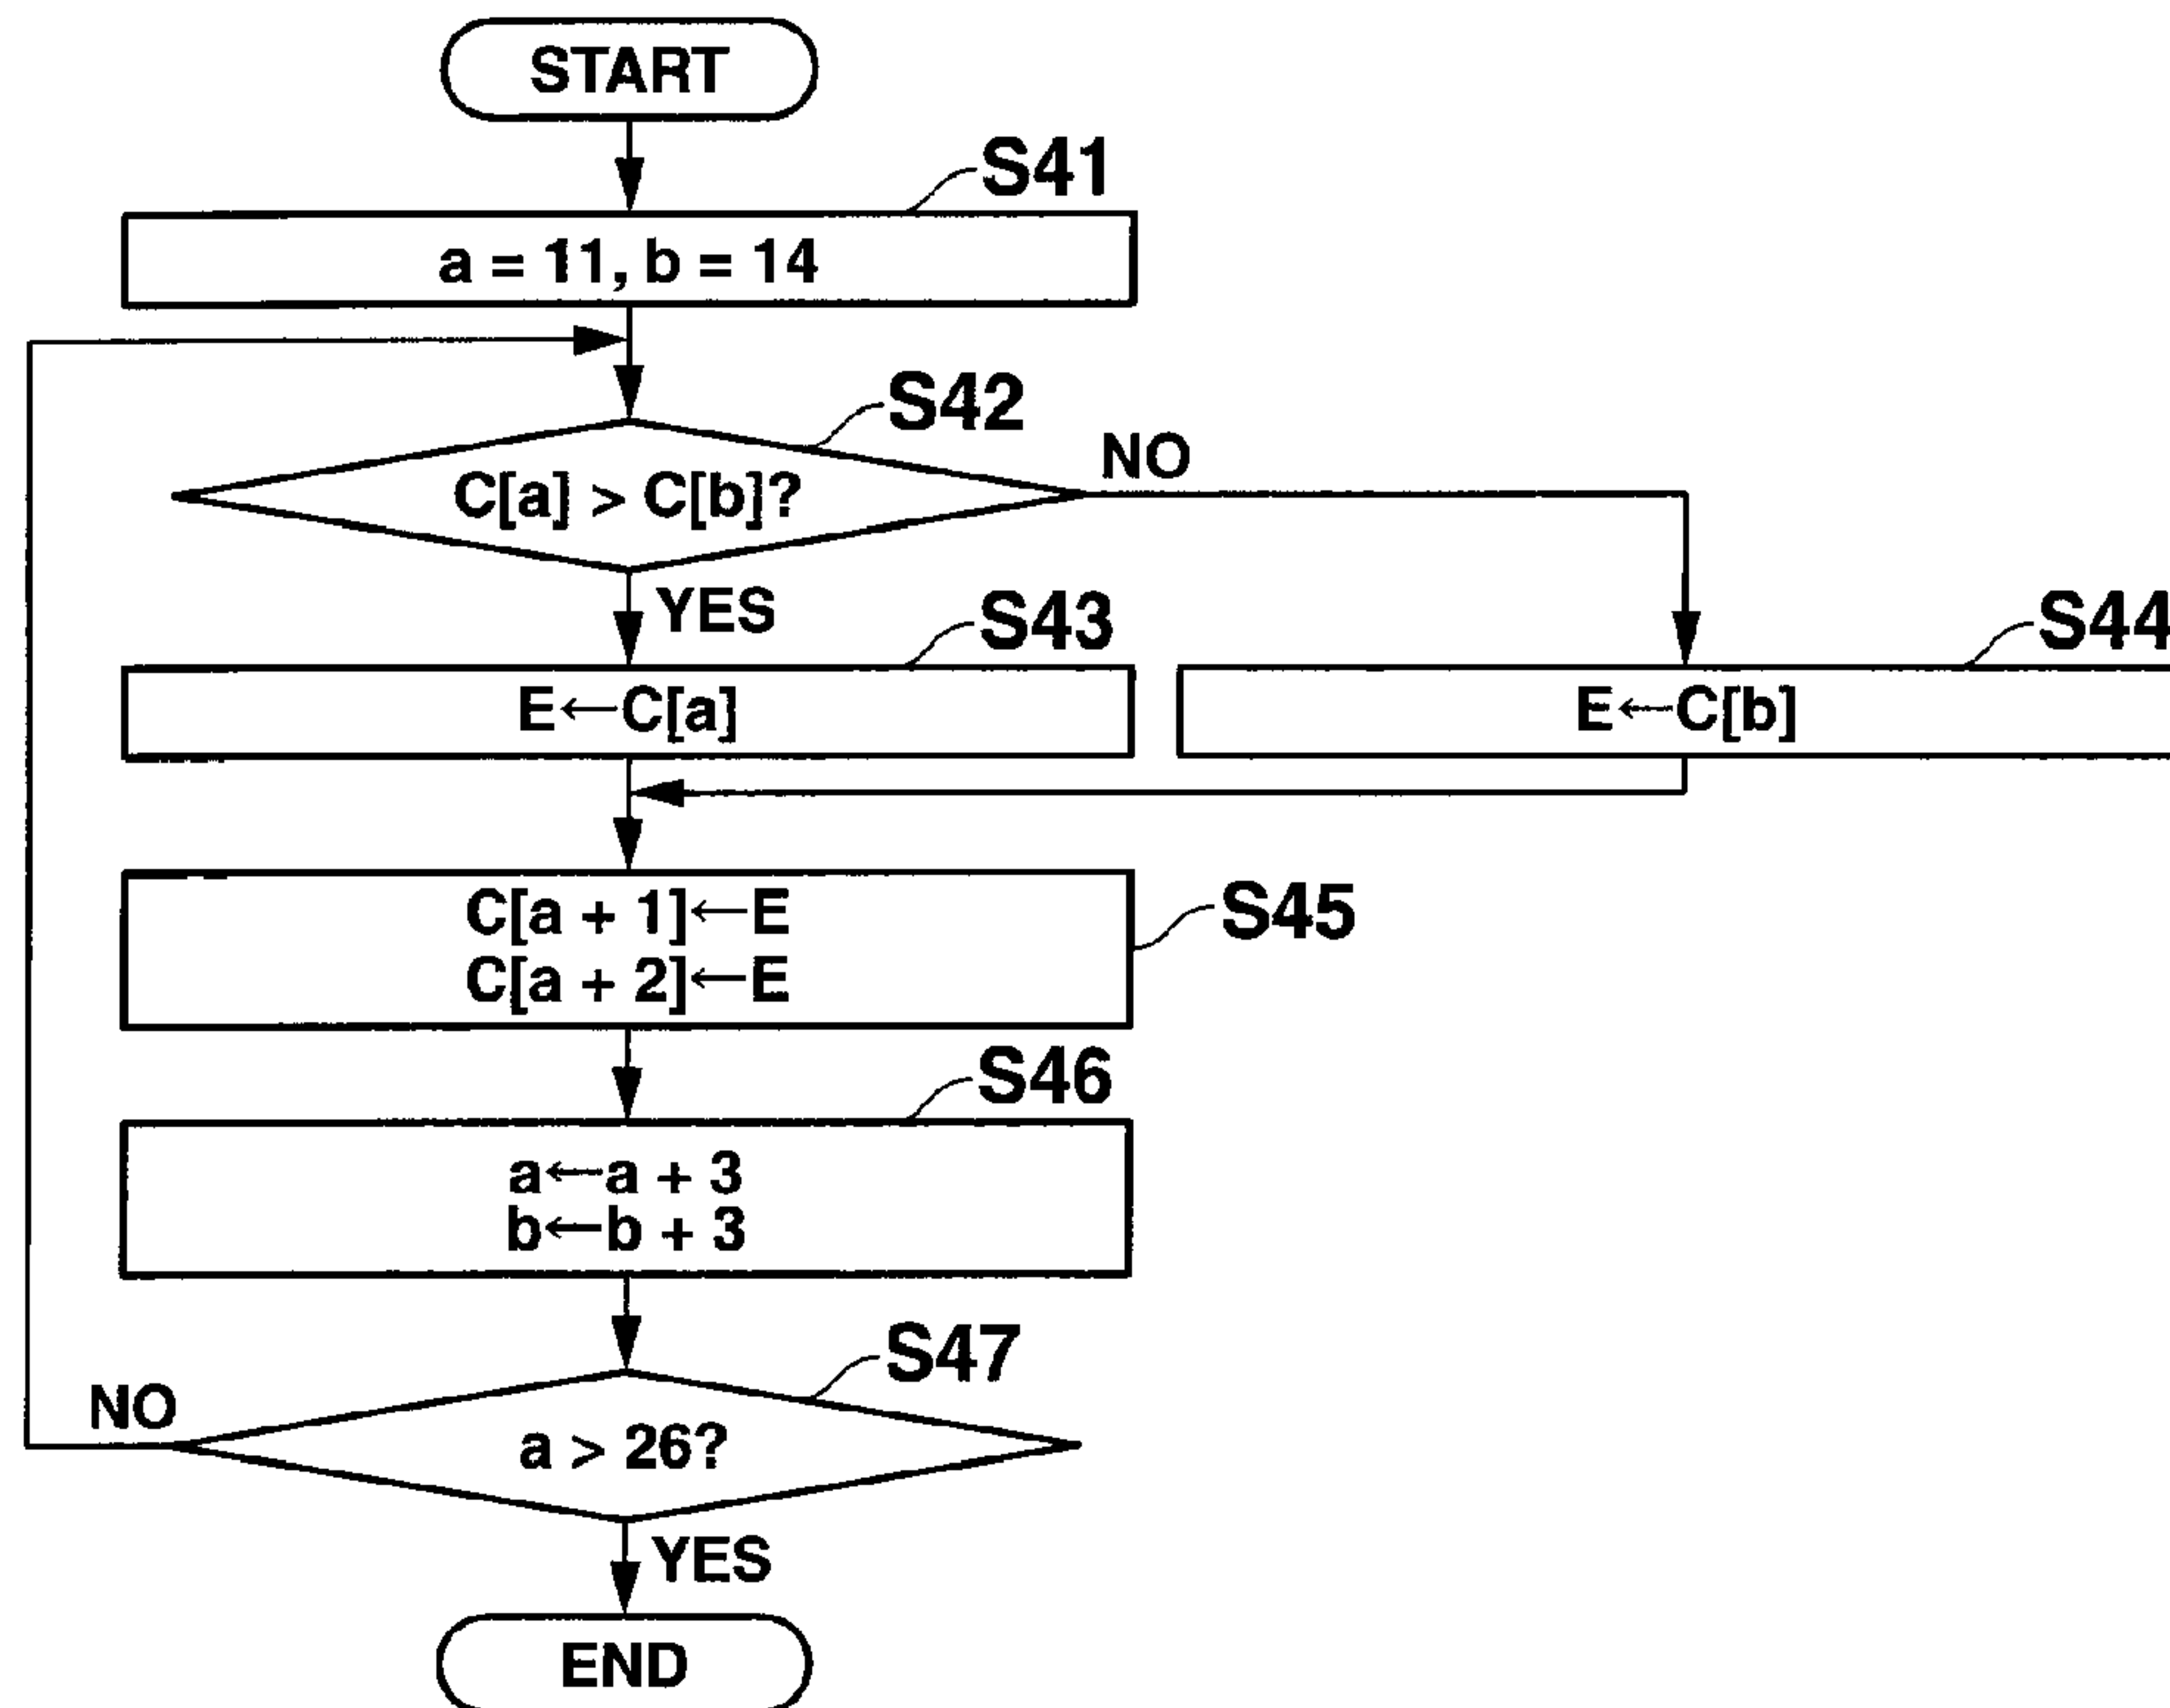 START
S41
a = 11, b = 14
S42
C[a] > C[b]?
NO
YES
S43
S44
E←C[a]
E←C[b]
C[a + 1]←E
C[a + 2]←E
S45
S46
a←a + 3
b←b + 3
S47
NO
a > 26?
YES
END